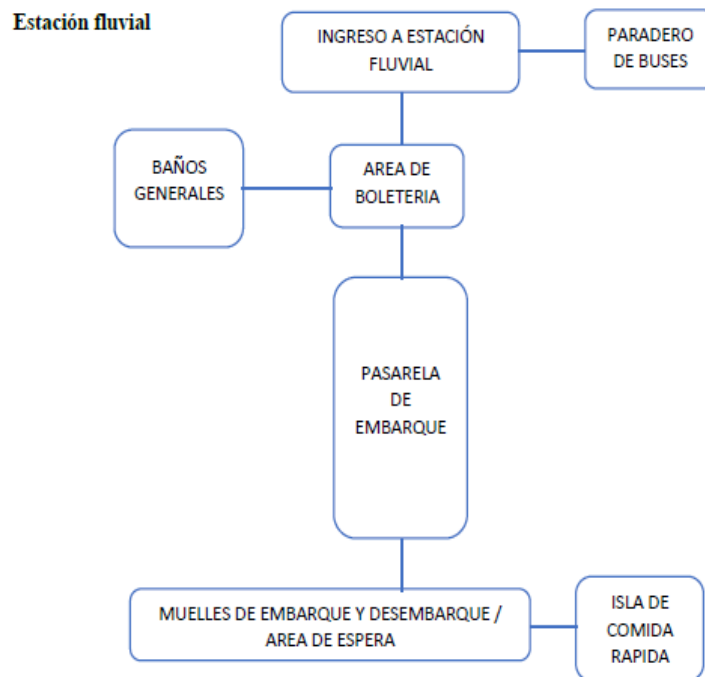 Estación fluvial
INGRESO A ESTACIÓN
FLUVIAL
PARADERO
DE BUSES
BAÑOS
GENERALES
AREA DE
BOLETERIA
PASARELA
DE
EMBARQUE
MUELLES DE EMBARQUE Y DESEMBARQUE /
AREA DE ESPERA
ISLA DE
COMIDA
RAPIDA